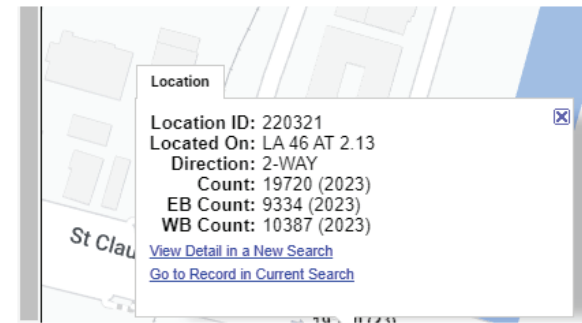 Location
Location ID: 220321
Located On: LA 46 AT 2.13
Direction: 2-WAY
Count: 19720 (2023)
EB Count: 9334 (2023)
WB Count: 10387 (2023)
St Clau
View Detail in a New Search
Go to Record in Current Search